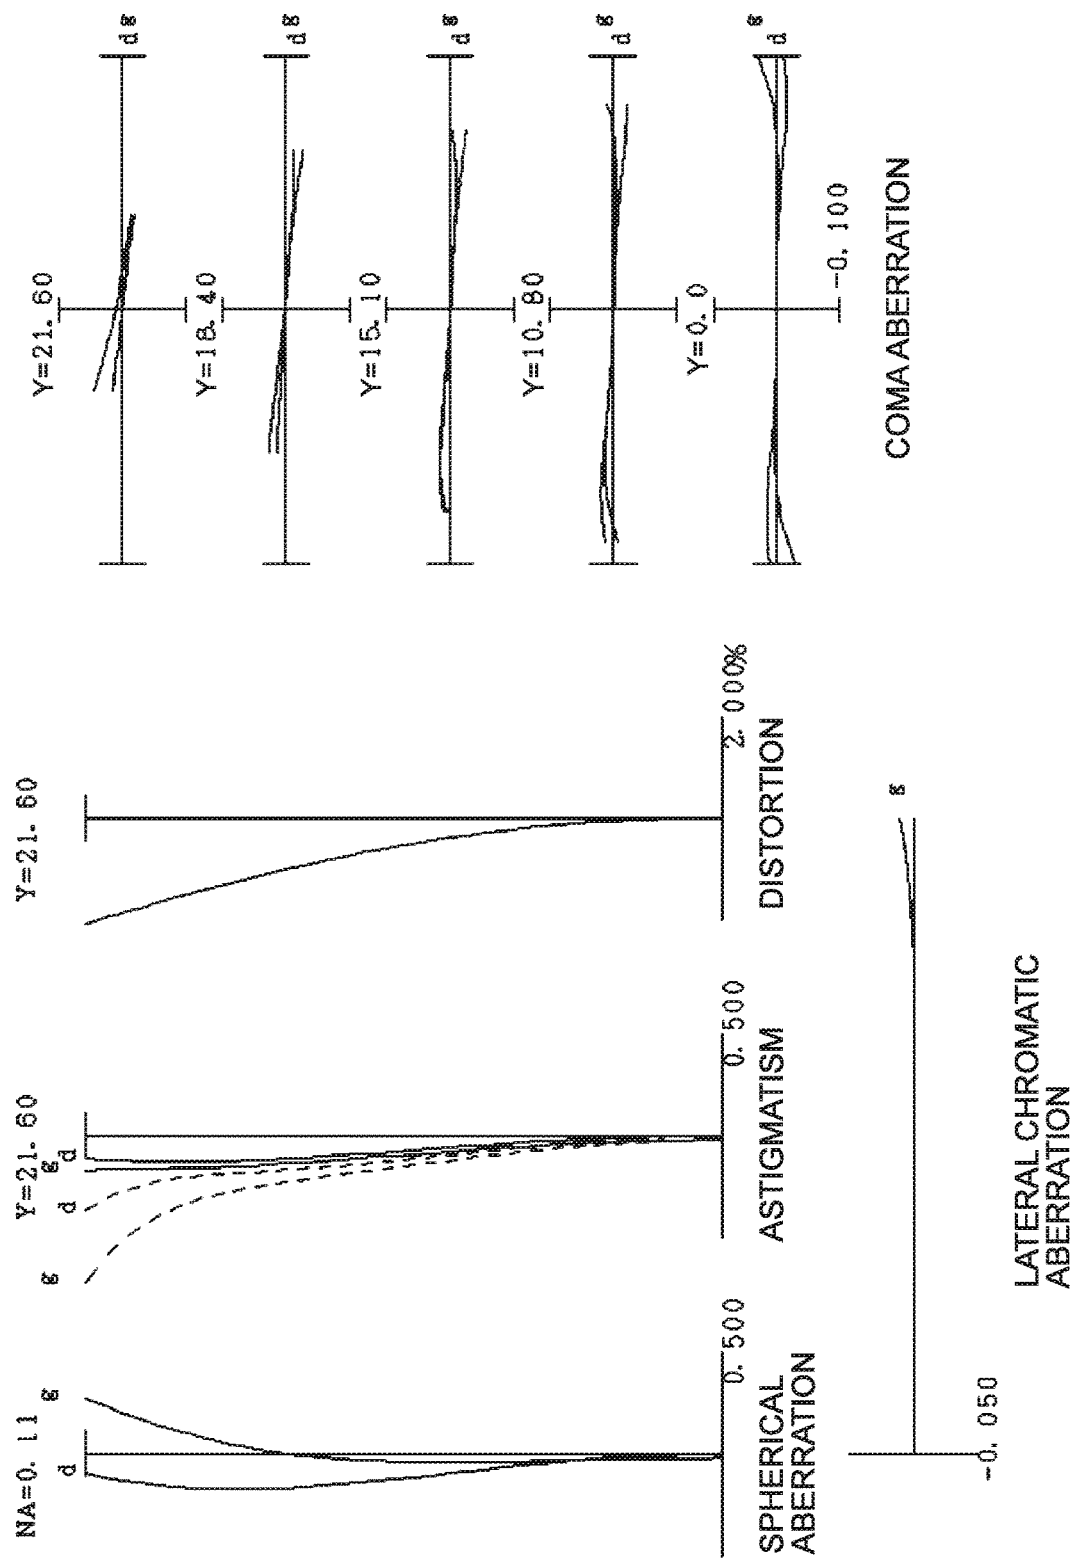 NA=0. 11
d
g
0. 500
SPHERICAL
ABERRATION
Y=21. 60
g
d
g
d
0. 500
ASTIGMATISM
Y=21. 60
2. 000%
DISTORTION
Y=21. 60
d
g
Y=18. 40
d
g
Y=15. 10
d
g
Y=10. 80
d
g
Y=0. 0
d
g
-0. 100
COMA ABERRATION
-0. 050
g
LATERAL CHROMATIC
ABERRATION